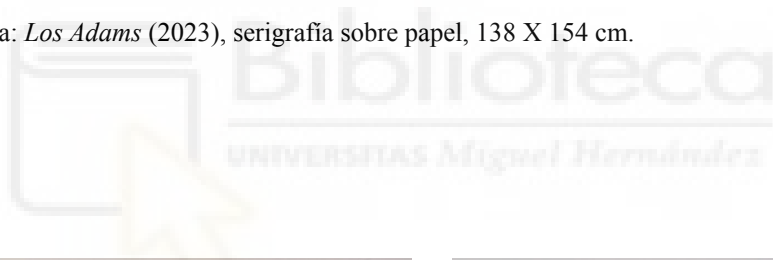 a: Los Adams (2023), serigrafía sobre papel, 138 X 154 cm.
Biblioteca
UNIVERSITAS Miguel Hernández